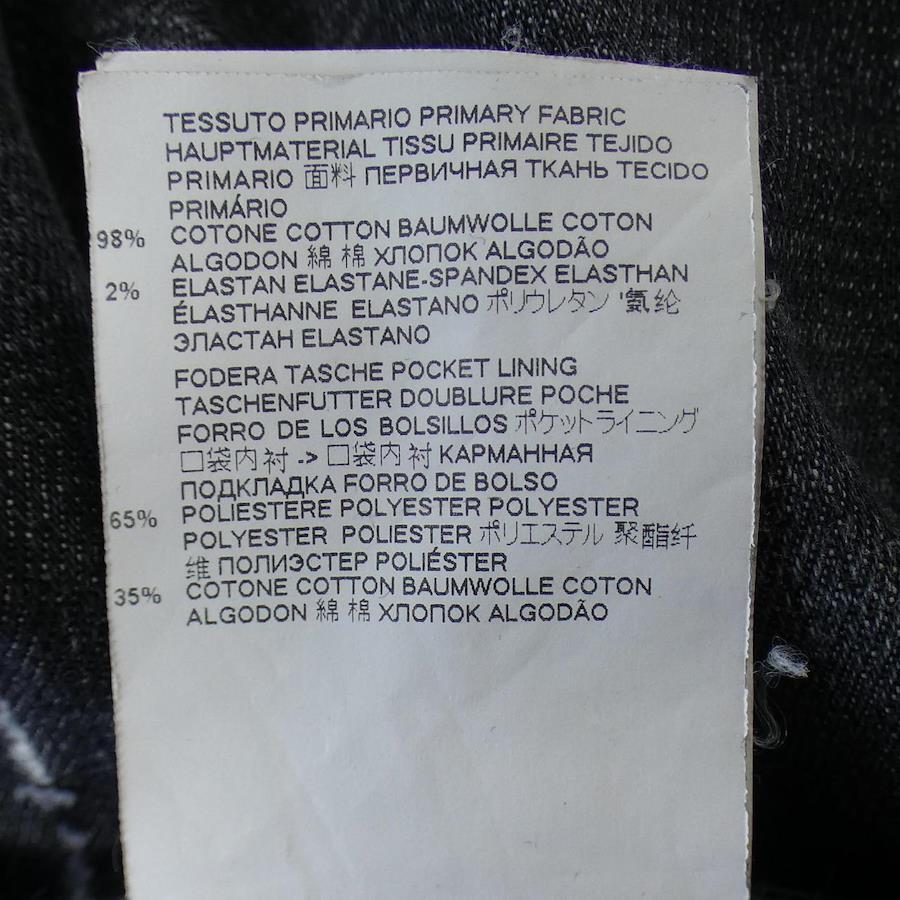 TESSUTO PRIMARIO PRIMARY FABRIC
HAUPTMATERIAL TISSU PRIMAIRE TEJIDO
PRIMARIO 面料 ПЕРВИЧНАЯ ТКАНЬ TECIDO
PRIMÁRIO
98% COTONE COTTON BAUMWOLLE COTON
ALGODON 綿 棉 ХЛОПОК ALGODÃO
2% ELASTAN ELASTANE-SPANDEX ELASTHAN
ÉLASTHANNE ELASTANO ポリウレタン '氨纶
ЭЛАСТАН ELASTANO
FODERA TASCHE POCKET LINING
TASCHENFUTTER DOUBLURE POCHE
FORRO DE LOS BOLSILLOS ポケットライニング
口袋内衬 -> 口袋内衬 КАРМАННАЯ
ПОДКЛАДКА FORRO DE BOLSO
65% POLIESTERE POLYESTER POLYESTER
POLYESTER POLIESTER ポリエステル 聚酯纤
维 ПОЛИЭСТЕР POLIÉSTER
35% COTONE COTTON BAUMWOLLE COTON
ALGODON 綿 棉 ХЛОПОК ALGODÃO